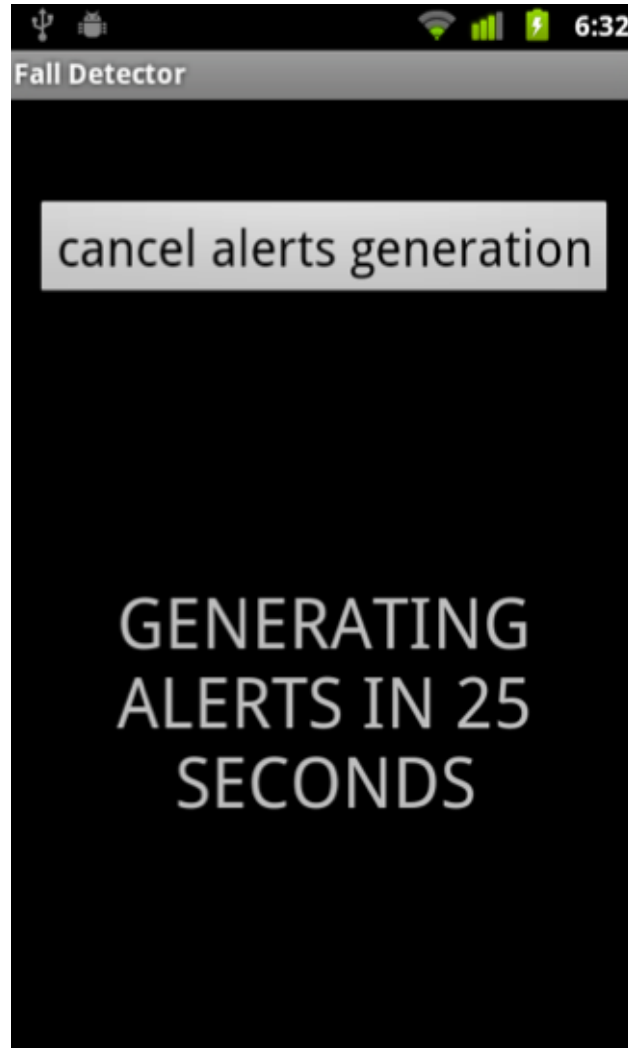 6:32
Fall Detector
cancel alerts generation
GENERATING
ALERTS IN 25
SECONDS